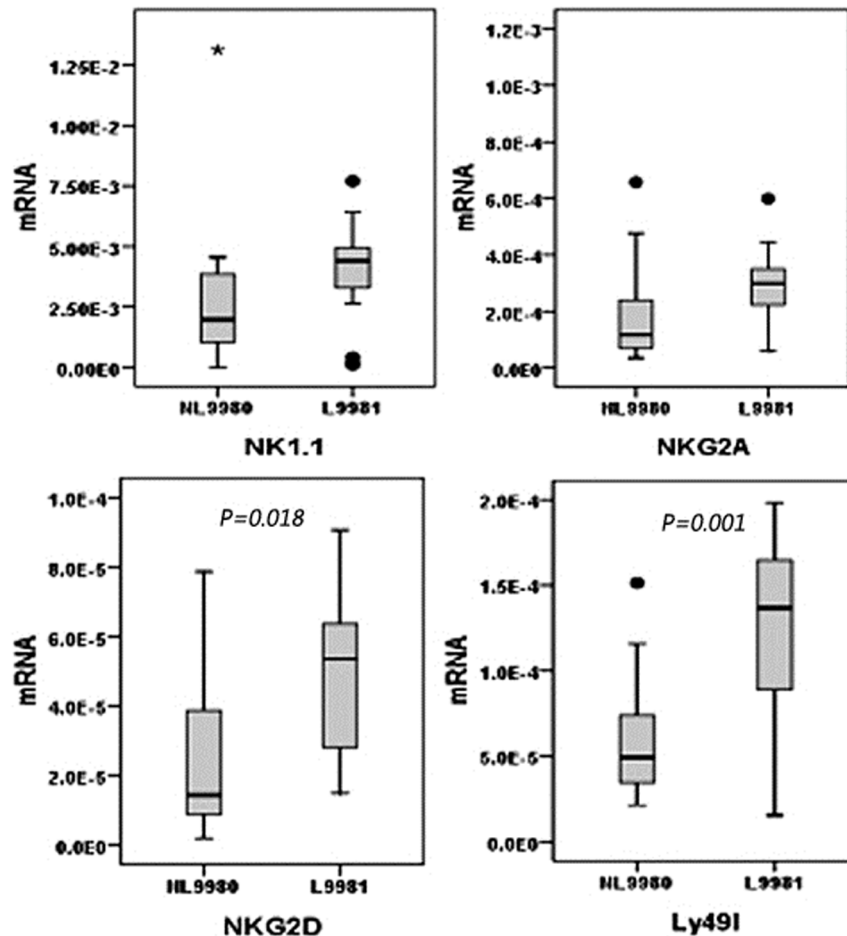 1.25E-2
1.00E-2
7.50E-3
5.00E-3
2.50E-3
0.00E0
mRNA
*
NL9980 L9981
NK1.1
1.2E-3
1.0E-3
8.0E-4
6.0E-4
4.0E-4
2.0E-4
0.0E0
mRNA
NL9980 L9981
NKG2A
1.0E-4
8.0E-5
6.0E-5
4.0E-5
2.0E-5
0.0E0
mRNA
P=0.018
NL9980 L9981
NKG2D
2.0E-4
1.5E-4
1.0E-4
5.0E-5
0.0E0
mRNA
P=0.001
NL9980 L9981
Ly49I